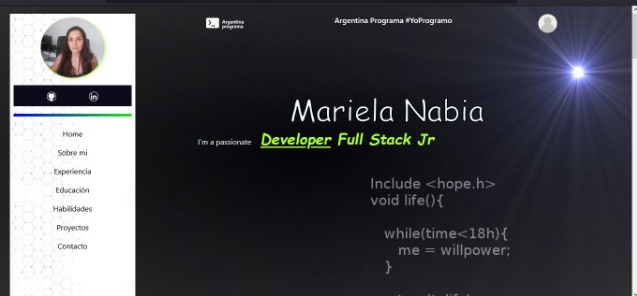 Argentina
programa
Argentina Programa #YoProgramo
in
Home
Sobre mi
Experiencia
Educación
Habilidades
Proyectos
Contacto
Mariela Nabia
I'm a passionate Developer Full Stack Jr
Include <hope.h>
void life(){
while(time<18h){
me = willpower;
}